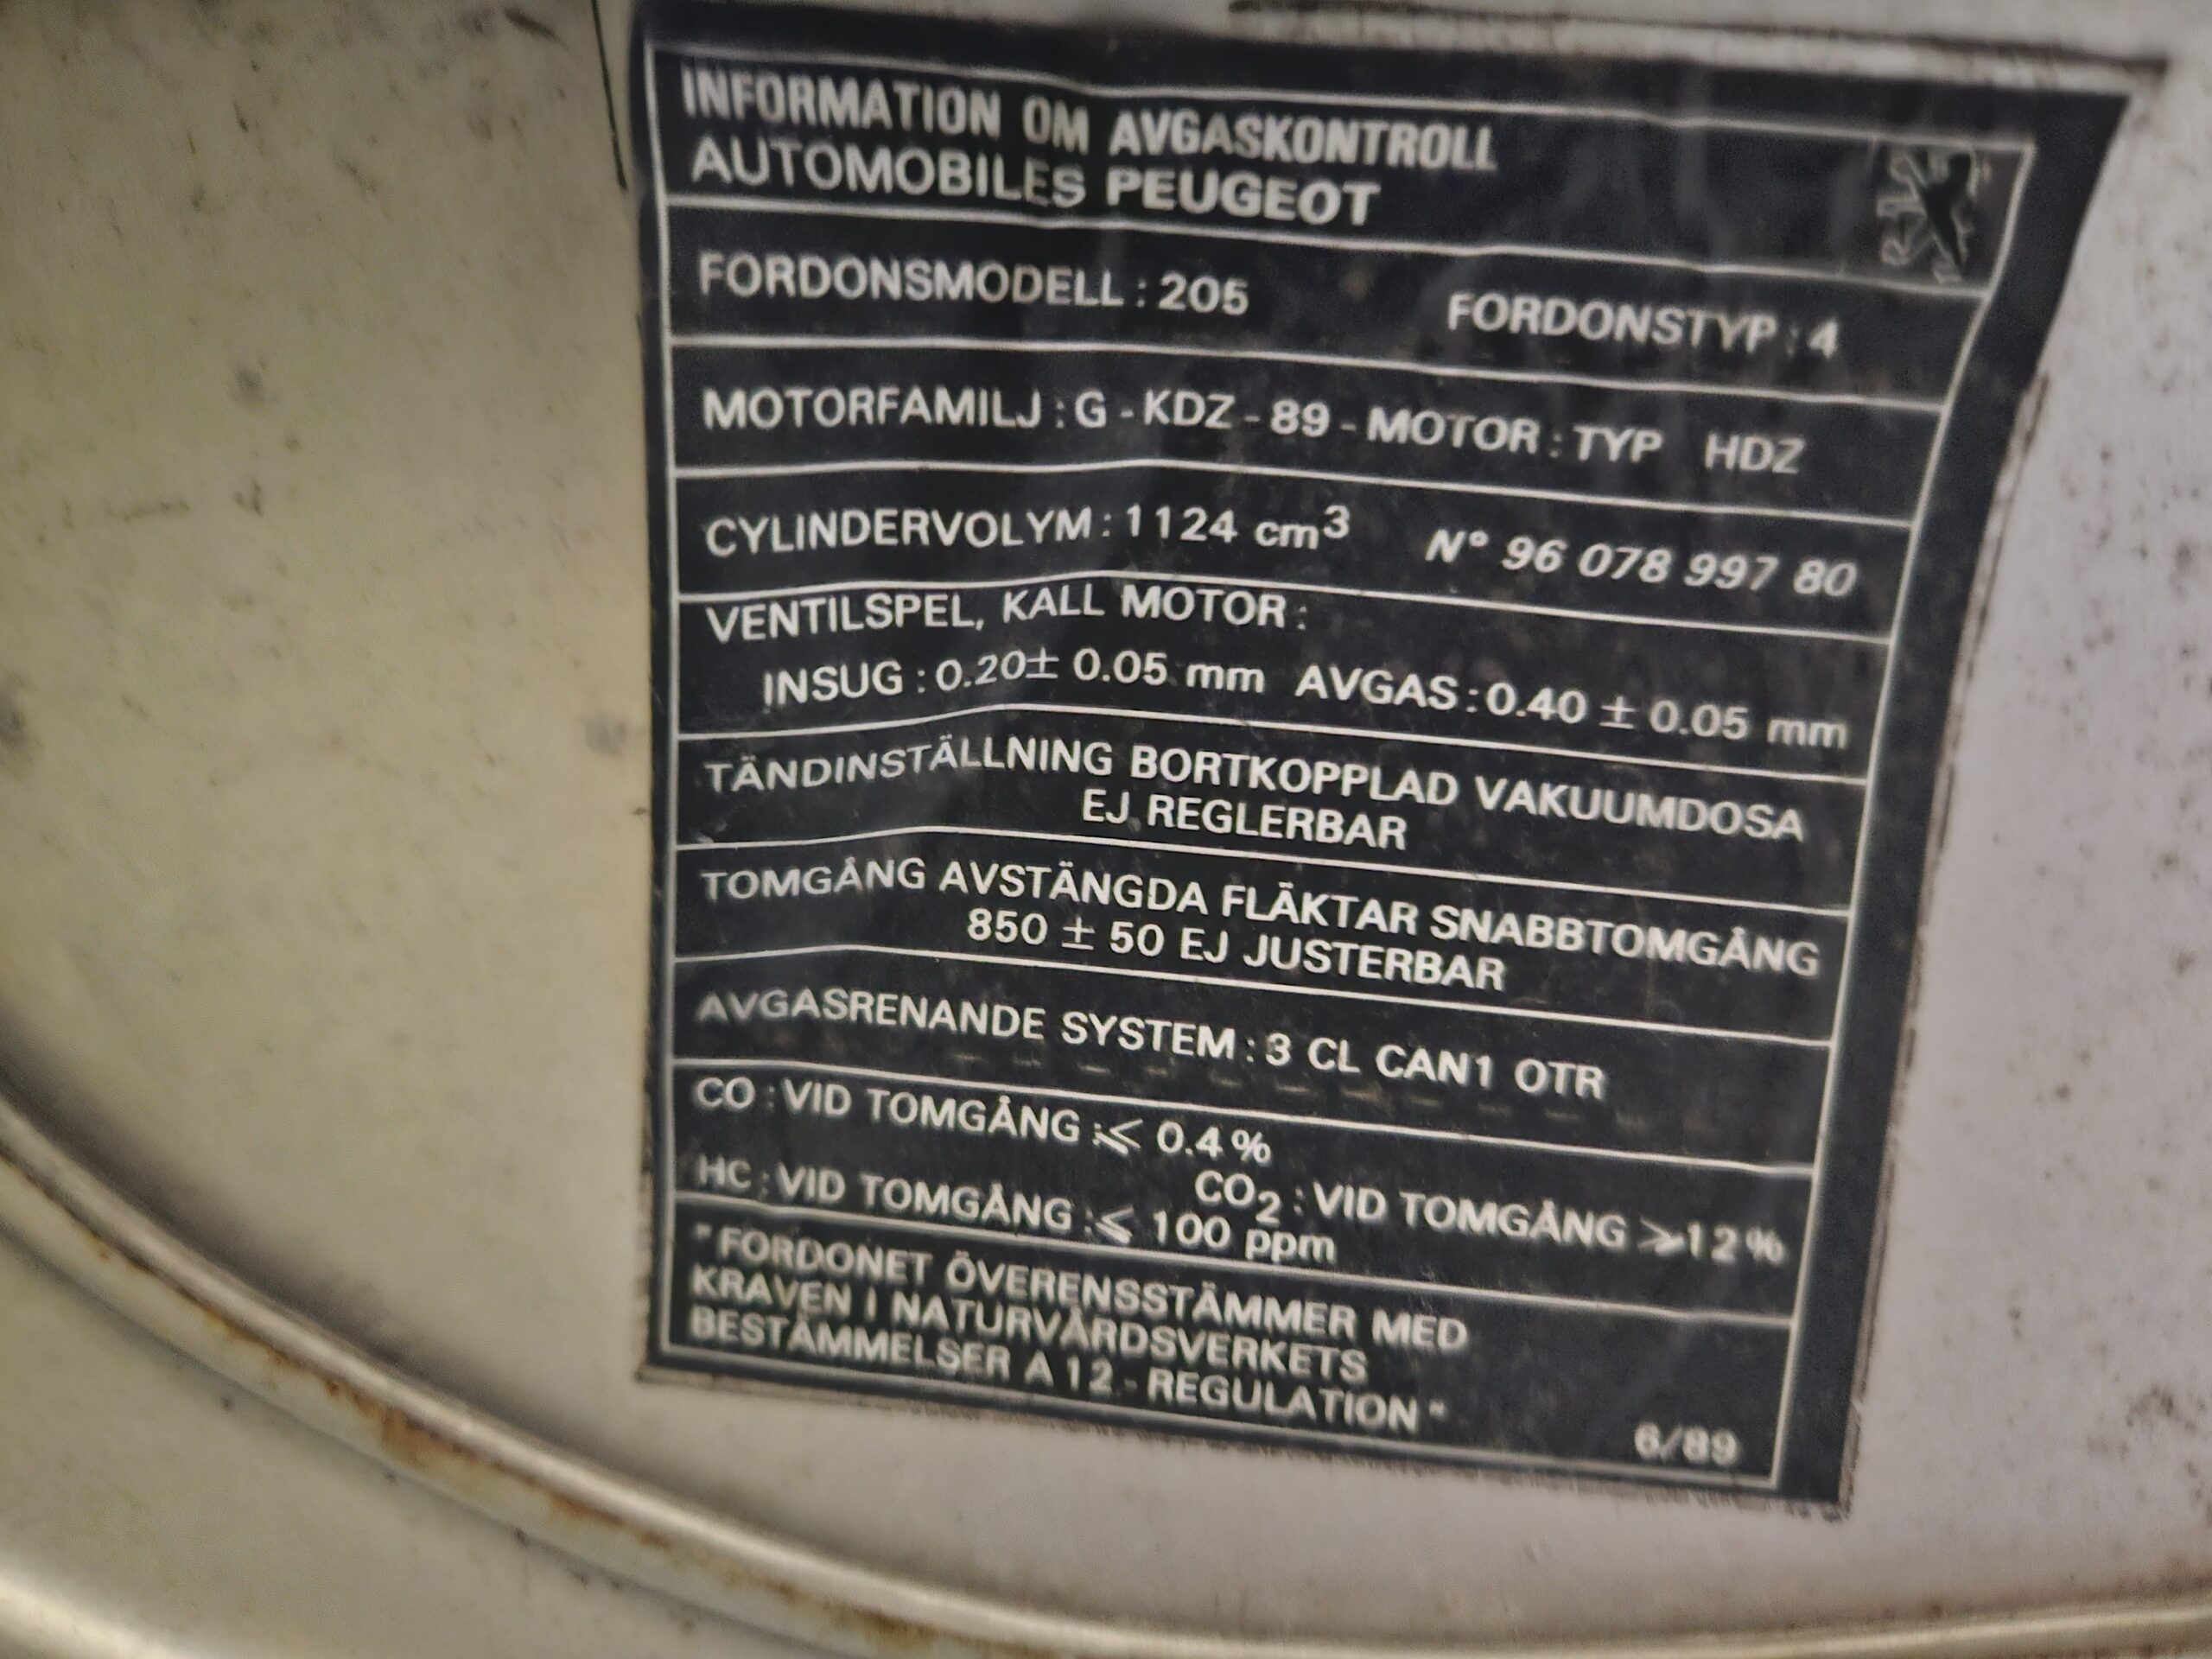 INFORMATION OM AVGASKONTROLL
AUTOMOBILES PEUGEOT
FORDONSMODELL : 205 FORDONSTYP : 4
MOTORFAMILJ : G - KDZ - 89 - MOTOR : TYP HDZ
CYLINDERVOLYM : 1124 cm³ N° 96 078 997 80
VENTILSPEL, KALL MOTOR :
INSUG : 0.20± 0.05 mm AVGAS : 0.40 ± 0.05 mm
TÄNDINSTÄLLNING BORTKOPPLAD VAKUUMDOSA
EJ REGLERBAR
TOMGÅNG AVSTÄNGDA FLÄKTAR SNABBTOMGÅNG
850 ± 50 EJ JUSTERBAR
AVGASRENANDE SYSTEM : 3 CL CAN1 OTR
CO : VID TOMGÅNG : ⩽ 0.4 %
CO₂ : VID TOMGÅNG ⩾ 12 %
HC : VID TOMGÅNG : ⩽ 100 ppm
"FORDONET ÖVERENSSTÄMMER MED
KRAVEN I NATURVÅRDSVERKETS
BESTÄMMELSER A 12 - REGULATION"
6/89